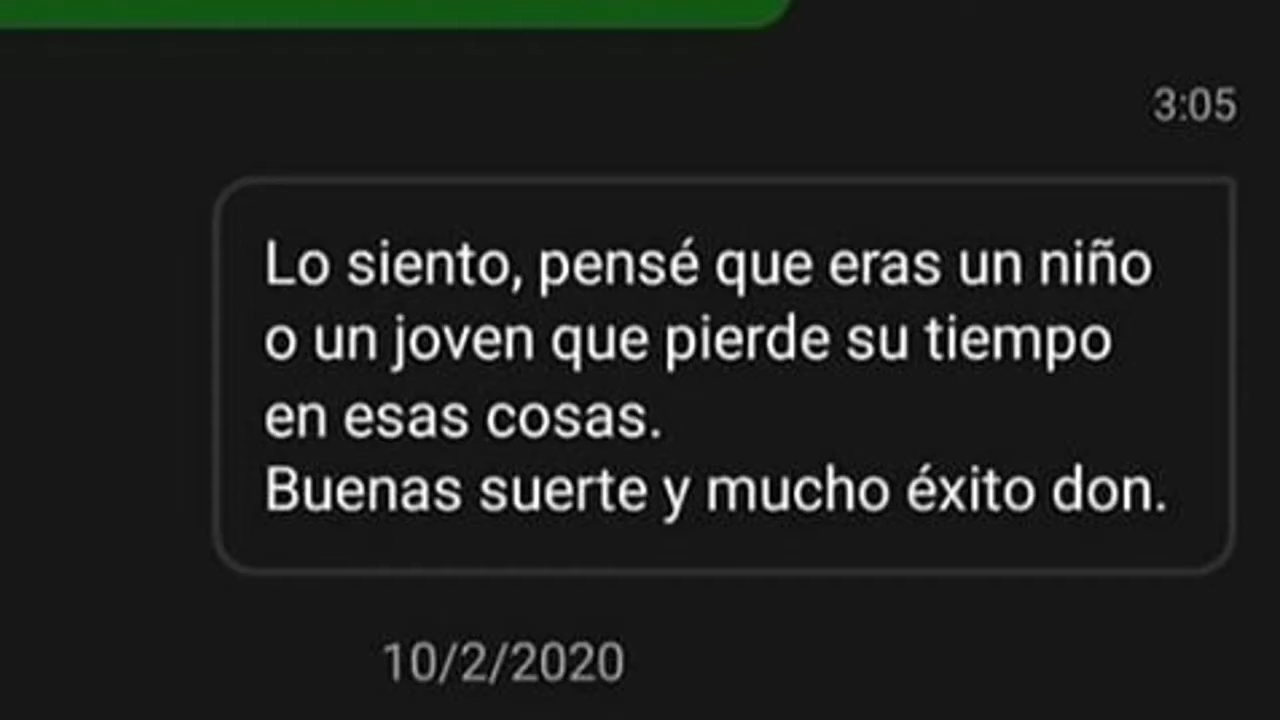 3:05
Lo siento, pensé que eras un niño
o un joven que pierde su tiempo
en esas cosas.
Buenas suerte y mucho éxito don.
10/2/2020